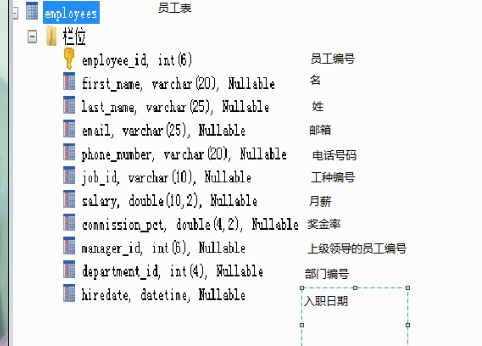 employees 员工表
栏位
employee_id, int(6) 员工编号
first_name, varchar(20), Nullable 名
last_name, varchar(25), Nullable 姓
email, varchar(25), Nullable 邮箱
phone_number, varchar(20), Nullable 电话号码
job_id, varchar(10), Nullable 工种编号
salary, double(10,2), Nullable 月薪
commission_pct, double(4,2), Nullable 奖金率
manager_id, int(6), Nullable 上级领导的员工编号
department_id, int(4), Nullable 部门编号
hiredate, datetime, Nullable 入职日期